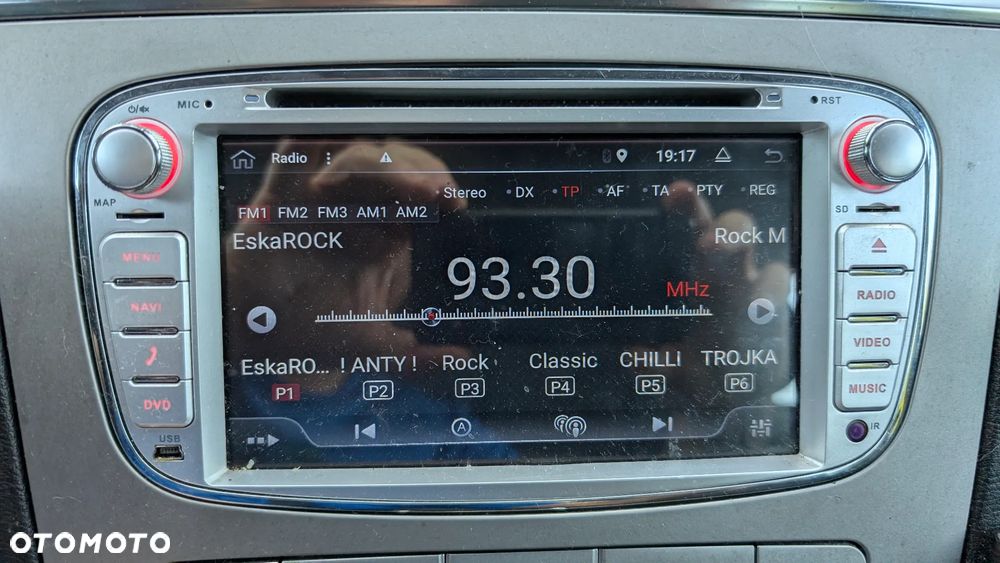 MIC
RST
MAP
SD
Radio
19:17
Stereo DX TP AF TA PTY REG
FM1 FM2 FM3 AM1 AM2
EskaROCK
Rock M
93.30
MHz
EskaRO... ! ANTY ! Rock Classic CHILLI TROJKA
P1 P2 P3 P4 P5 P6
A
MENU
NAVI
DVD
USB
RADIO
VIDEO
MUSIC
IR
OTOMOTO